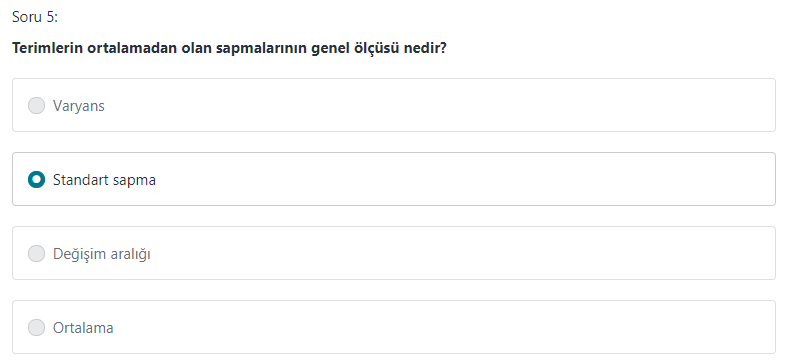 Soru 5:
Terimlerin ortalamadan olan sapmalarının genel ölçüsü nedir?
Varyans
Standart sapma
Değişim aralığı
Ortalama